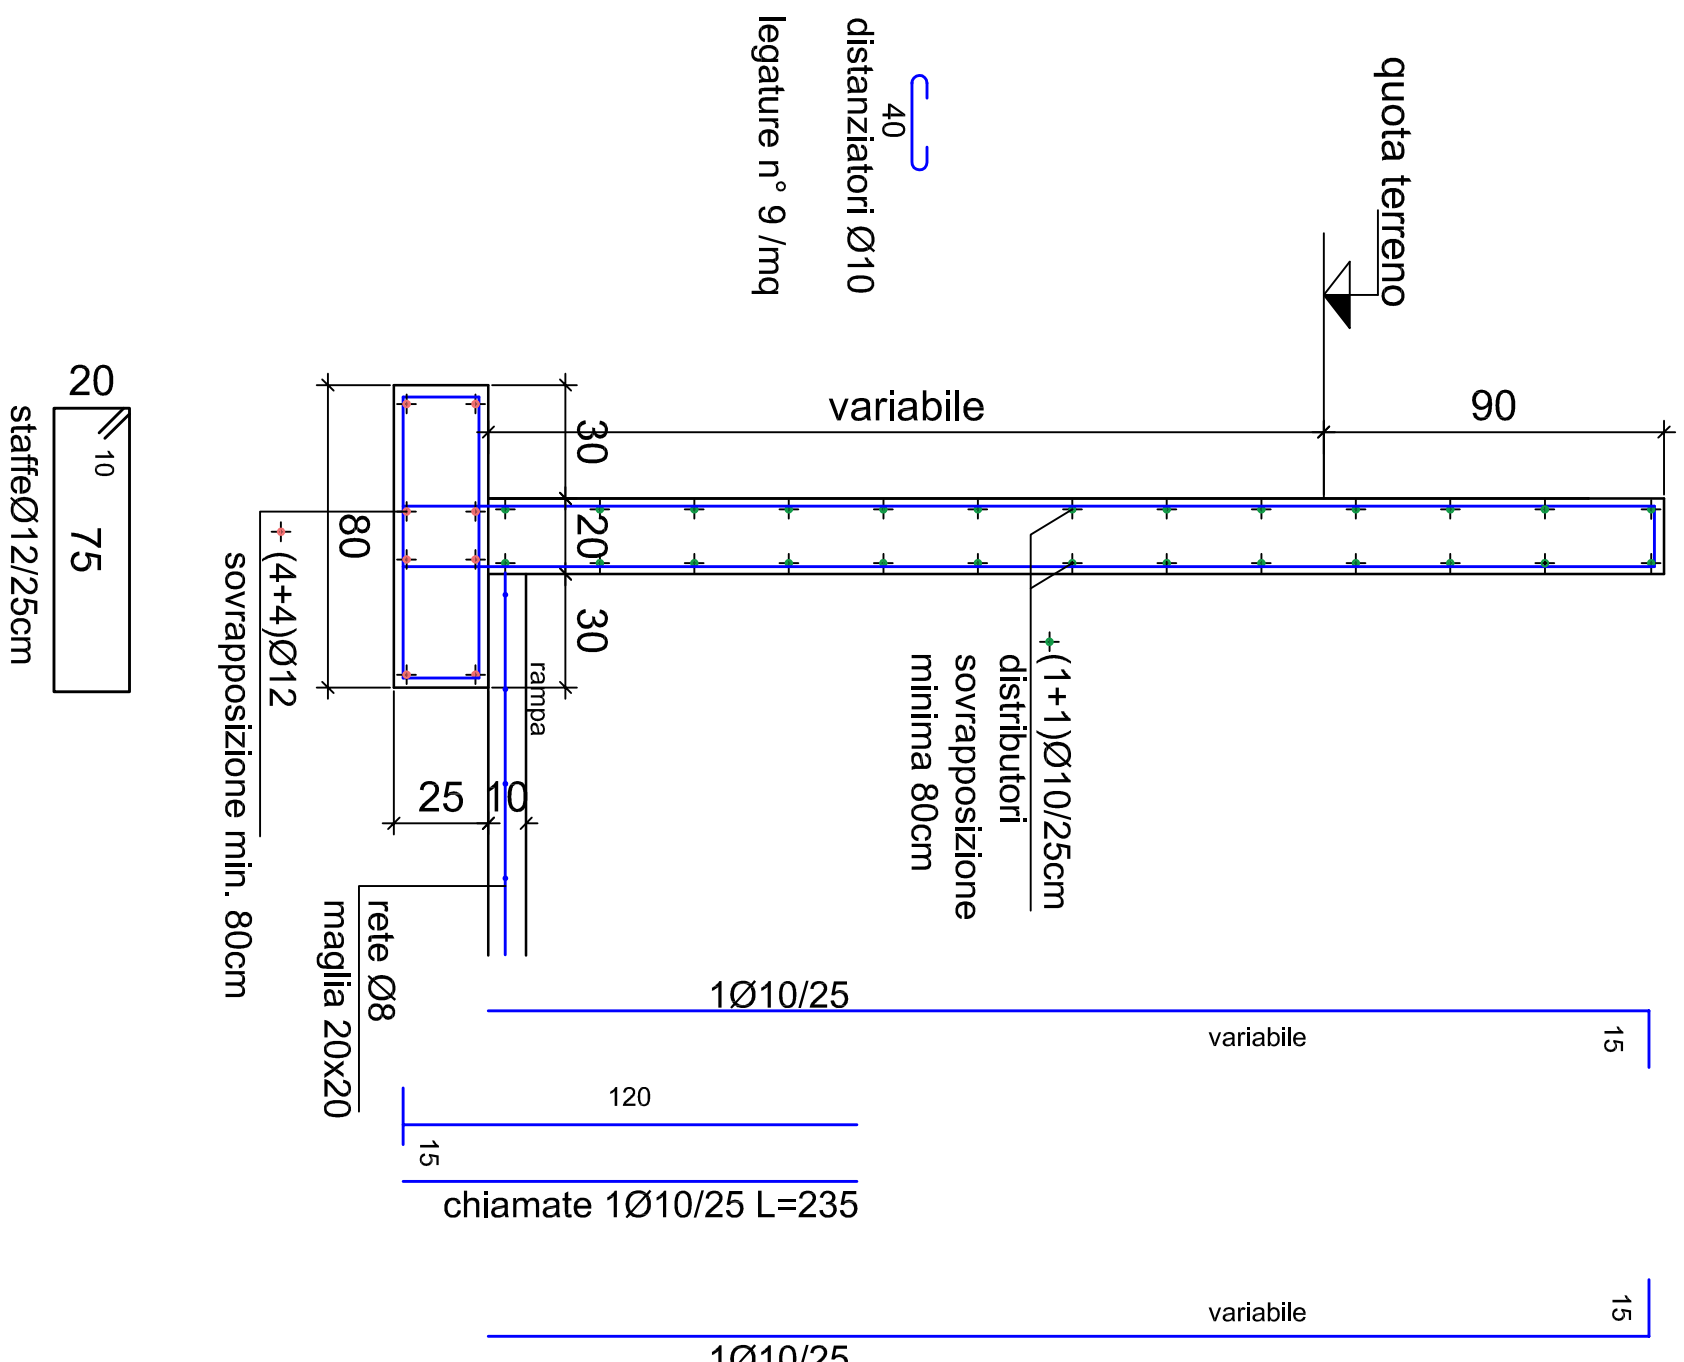 quota terreno
40
distanziatori Ø10
legature n° 9 /mq
variabile
90
30
20
30
80
20
10
75
staffeØ12/25cm
(4+4)Ø12
sovrapposizione min. 80cm
rampa
25
10
(1+1)Ø10/25cm
distributori
sovrapposizione
minima 80cm
rete Ø8
maglia 20x20
1Ø10/25
variabile
15
120
15
chiamate 1Ø10/25 L=235
variabile
15
1Ø10/25